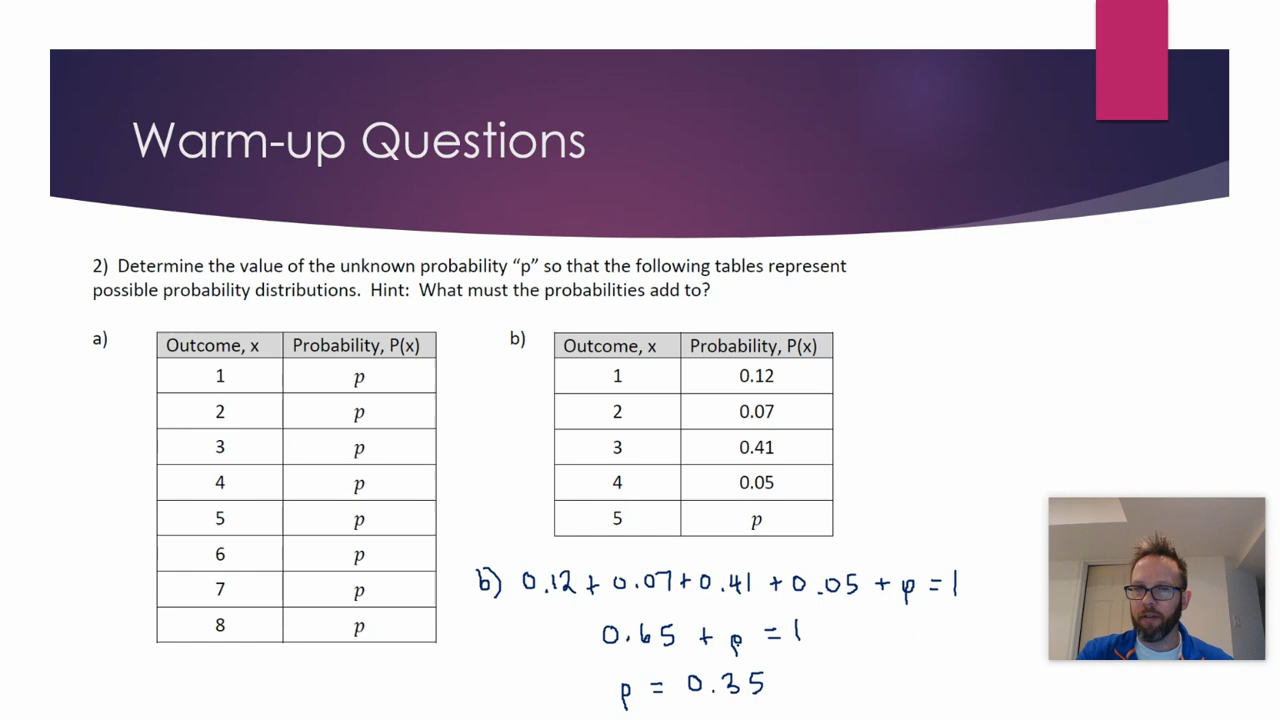 Warm-up Questions
2) Determine the value of the unknown probability “p” so that the following tables represent
possible probability distributions. Hint: What must the probabilities add to?
a)
Outcome, x Probability, P(x)
1 p
2 p
3 p
4 p
5 p
6 p
7 p
8 p
b)
Outcome, x Probability, P(x)
1 0.12
2 0.07
3 0.41
4 0.05
5 p
b) 0.12 + 0.07 + 0.41 + 0.05 + p = 1
0.65 + p = 1
p = 0.35